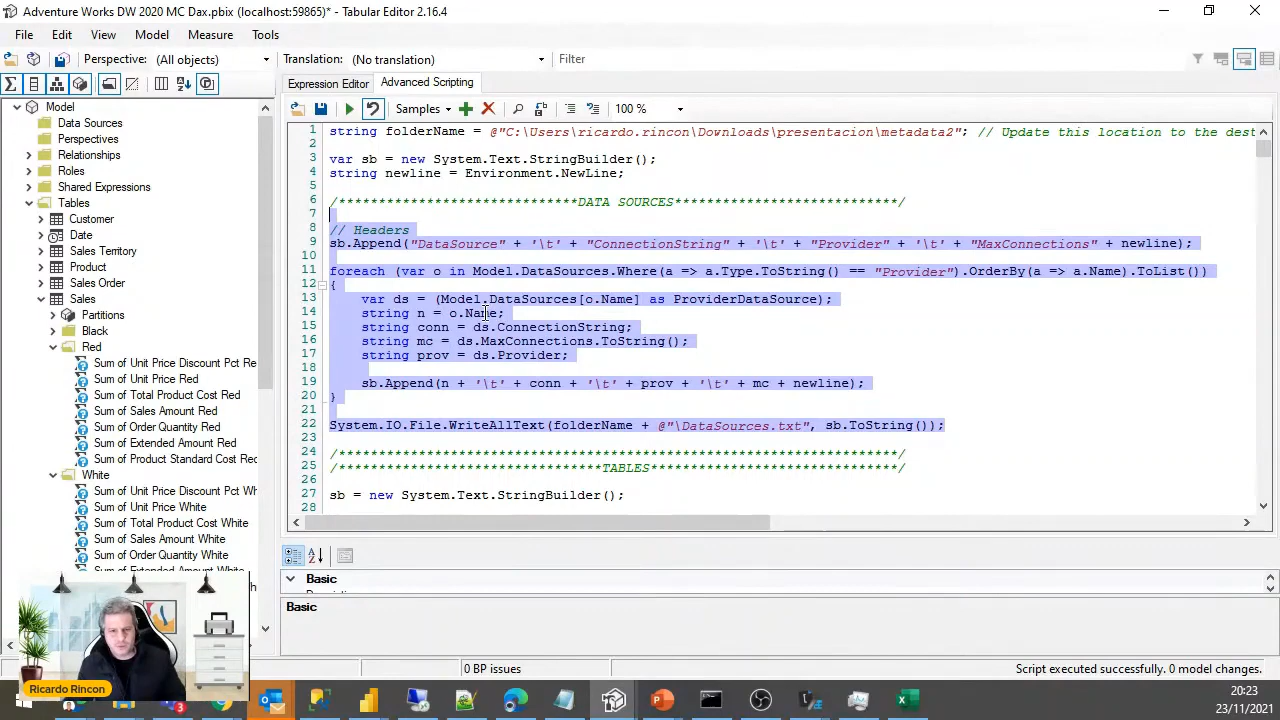 Adventure Works DW 2020 MC Dax.pbix (localhost:59865)* - Tabular Editor 2.16.4
File Edit View Model Measure Tools
Perspective: (All objects) Translation: (No translation) Filter
Expression Editor Advanced Scripting
Samples 100 %
Model
Data Sources
Perspectives
Relationships
Roles
Shared Expressions
Tables
Customer
Date
Sales Territory
Product
Sales Order
Sales
Partitions
Black
Red
Sum of Unit Price Discount Pct Re
Sum of Unit Price Red
Sum of Total Product Cost Red
Sum of Sales Amount Red
Sum of Order Quantity Red
Sum of Extended Amount Red
Sum of Product Standard Cost Red
White
Sum of Unit Price Discount Pct Wh
Sum of Unit Price White
Sum of Total Product Cost White
Sum of Sales Amount White
Sum of Order Quantity White
Sum of Extended Amount White
1 string folderName = @"C:\Users\ricardo.rincon\Downloads\presentacion\metadata2"; // Update this location to the dest
2
3 var sb = new System.Text.StringBuilder();
4 string newline = Environment.NewLine;
5
6 /******************************DATA SOURCES****************************/
7
8 // Headers
9 sb.Append("DataSource" + '\t' + "ConnectionString" + '\t' + "Provider" + '\t' + "MaxConnections" + newline);
10
11 foreach (var o in Model.DataSources.Where(a => a.Type.ToString() == "Provider").OrderBy(a => a.Name).ToList())
12 {
13 var ds = (Model.DataSources[o.Name] as ProviderDataSource);
14 string n = o.Name;
15 string conn = ds.ConnectionString;
16 string mc = ds.MaxConnections.ToString();
17 string prov = ds.Provider;
18
19 sb.Append(n + '\t' + conn + '\t' + prov + '\t' + mc + newline);
20 }
21
22 System.IO.File.WriteAllText(folderName + @"\DataSources.txt", sb.ToString());
23
24 /**********************************************************************/
25 /*********************************TABLES*******************************/
26
27 sb = new System.Text.StringBuilder();
28
Basic
Basic
Ricardo Rincon
0 BP issues
Script executed successfully. 0 model changes.
20:23
23/11/2021